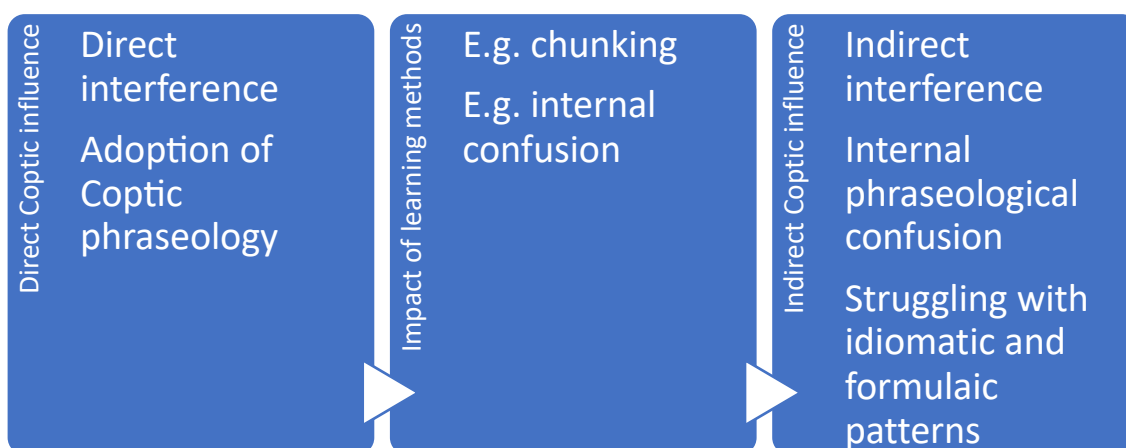 Direct Coptic influence
Direct
interference
Adoption of
Coptic
phraseology
Impact of learning methods
E.g. chunking
E.g. internal
confusion
Indirect Coptic influence
Indirect
interference
Internal
phraseological
confusion
Struggling with
idiomatic and
formulaic
patterns